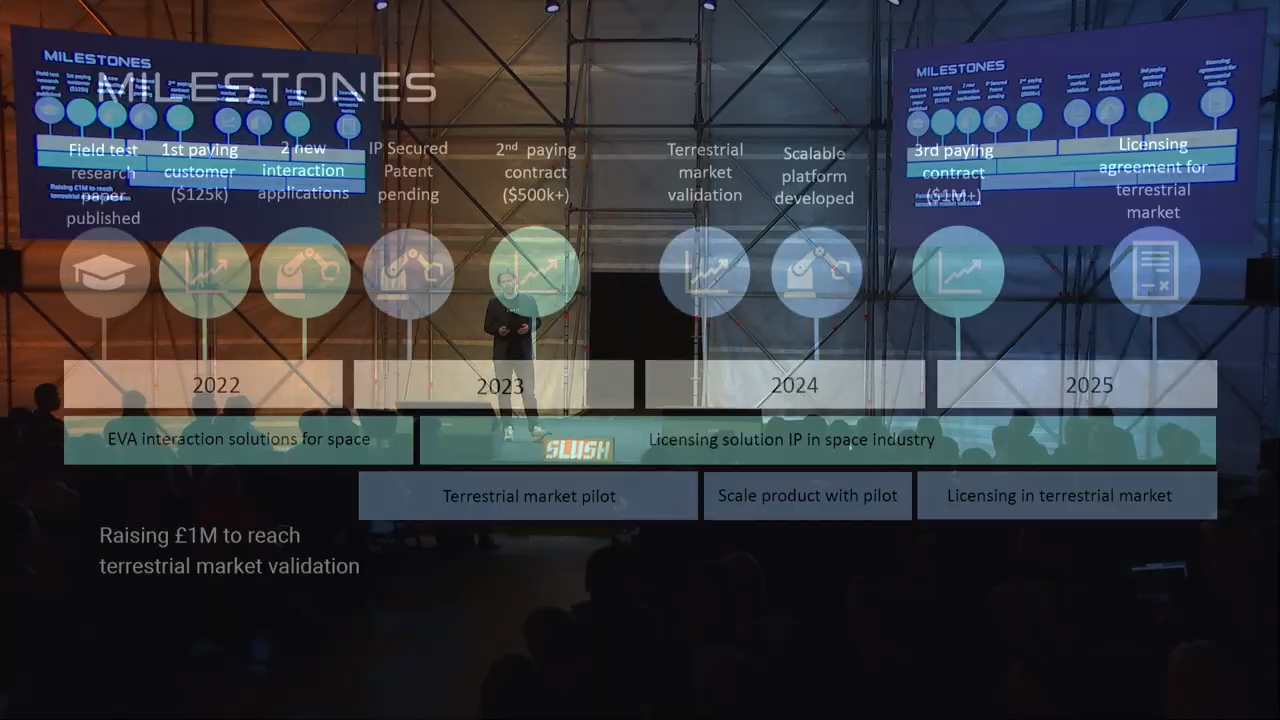 MILESTONES
MILESTONES
MILESTONES
Field test
research
paper
published
1st paying
customer
($125k)
2 new
interaction
applications
IP Secured
Patent
pending
2nd paying
contract
($500k+)
Terrestrial
market
validation
Scalable
platform
developed
3rd paying
contract
($1M+)
Licensing
agreement for
terrestrial
market
2022
2023
2024
2025
EVA interaction solutions for space
Licensing solution IP in space industry
SLUSH
Terrestrial market pilot
Scale product with pilot
Licensing in terrestrial market
Raising £1M to reach
terrestrial market validation